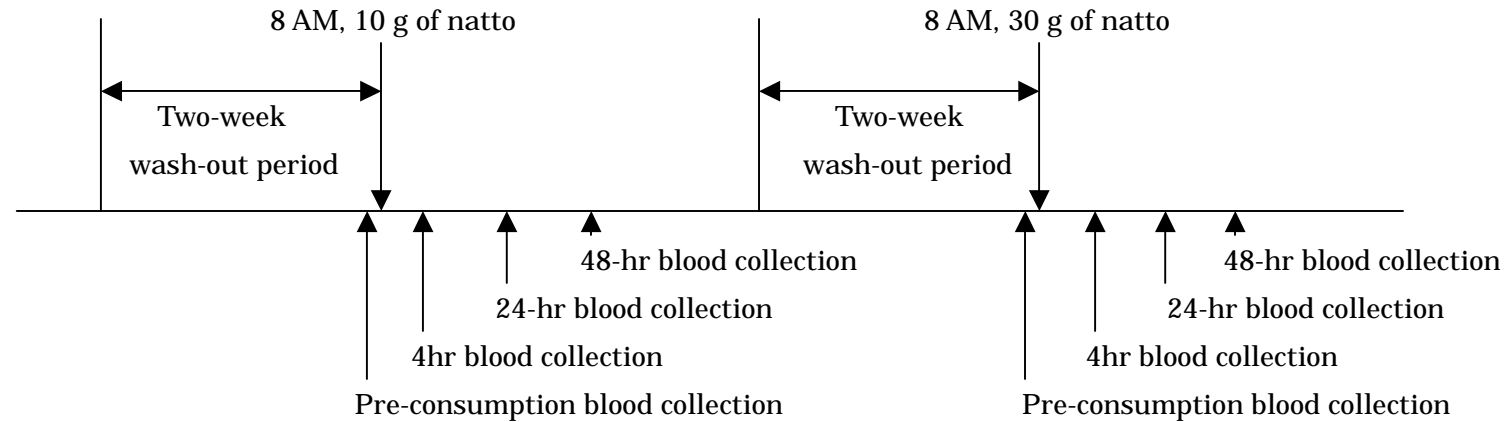 8 AM, 10 g of natto
8 AM, 30 g of natto
Two-week
wash-out period
Two-week
wash-out period
48-hr blood collection
48-hr blood collection
24-hr blood collection
24-hr blood collection
4hr blood collection
4hr blood collection
Pre-consumption blood collection
Pre-consumption blood collection